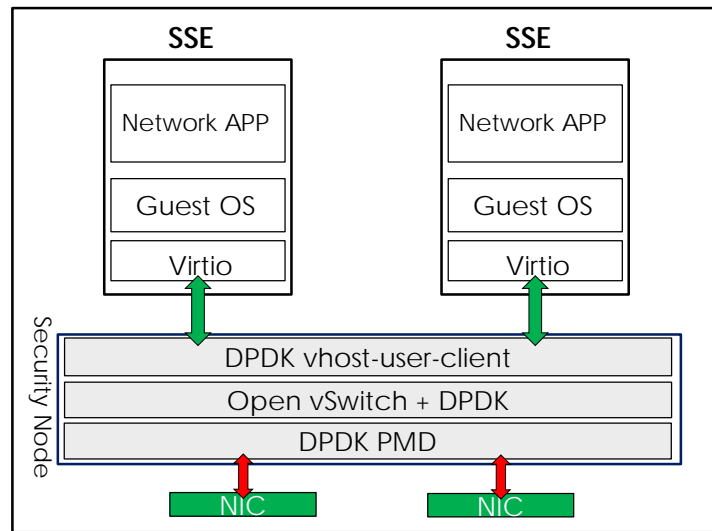 SSE
SSE
Network APP
Network APP
Guest OS
Guest OS
Virtio
Virtio
Security Node
DPDK vhost-user-client
Open vSwitch + DPDK
DPDK PMD
NIC
NIC